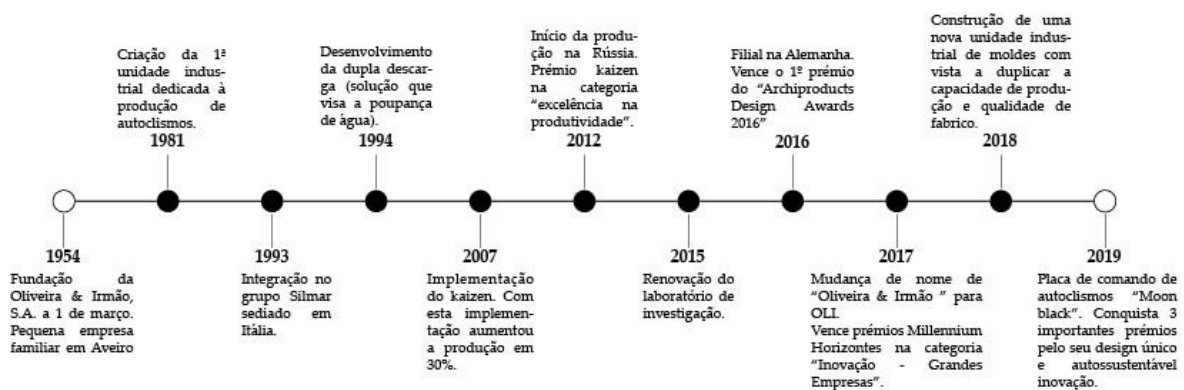 1954
Fundação da
Oliveira & Irmão,
S.A. a 1 de março.
Pequena empresa
familiar em Aveiro
Criação da 1ª
unidade indus-
trial dedicada à
produção de
autoclismos.
1981
1993
Integração no
grupo Silmar
sediado em
Itália.
Desenvolvimento
da dupla descar-
ga (solução que
visa a poupança
de água).
1994
2007
Implementação
do kaizen. Com
esta implemen-
tação aumentou
a produção em
30%.
Início da produ-
ção na Rússia.
Prémio kaizen
na categoria
“excelência na
produtividade”.
2012
2015
Renovação do
laboratório de
investigação.
Filial na Alemanha.
Vence o 1º prémio
do “Archiproducts
Design Awards
2016”
2016
2017
Mudança de nome de
“Oliveira & Irmão ” para
OLI.
Vence prémios Millennium
Horizontes na categoria
“Inovação - Grandes
Empresas”.
Construção de uma
nova unidade indus-
trial de moldes com
vista a duplicar a
capacidade de produ-
ção e qualidade de
fabrico.
2018
2019
Placa de comando de
autoclismos “Moon
black”. Conquista 3
importantes prémios
pelo seu design único
e autossustentável
inovação.